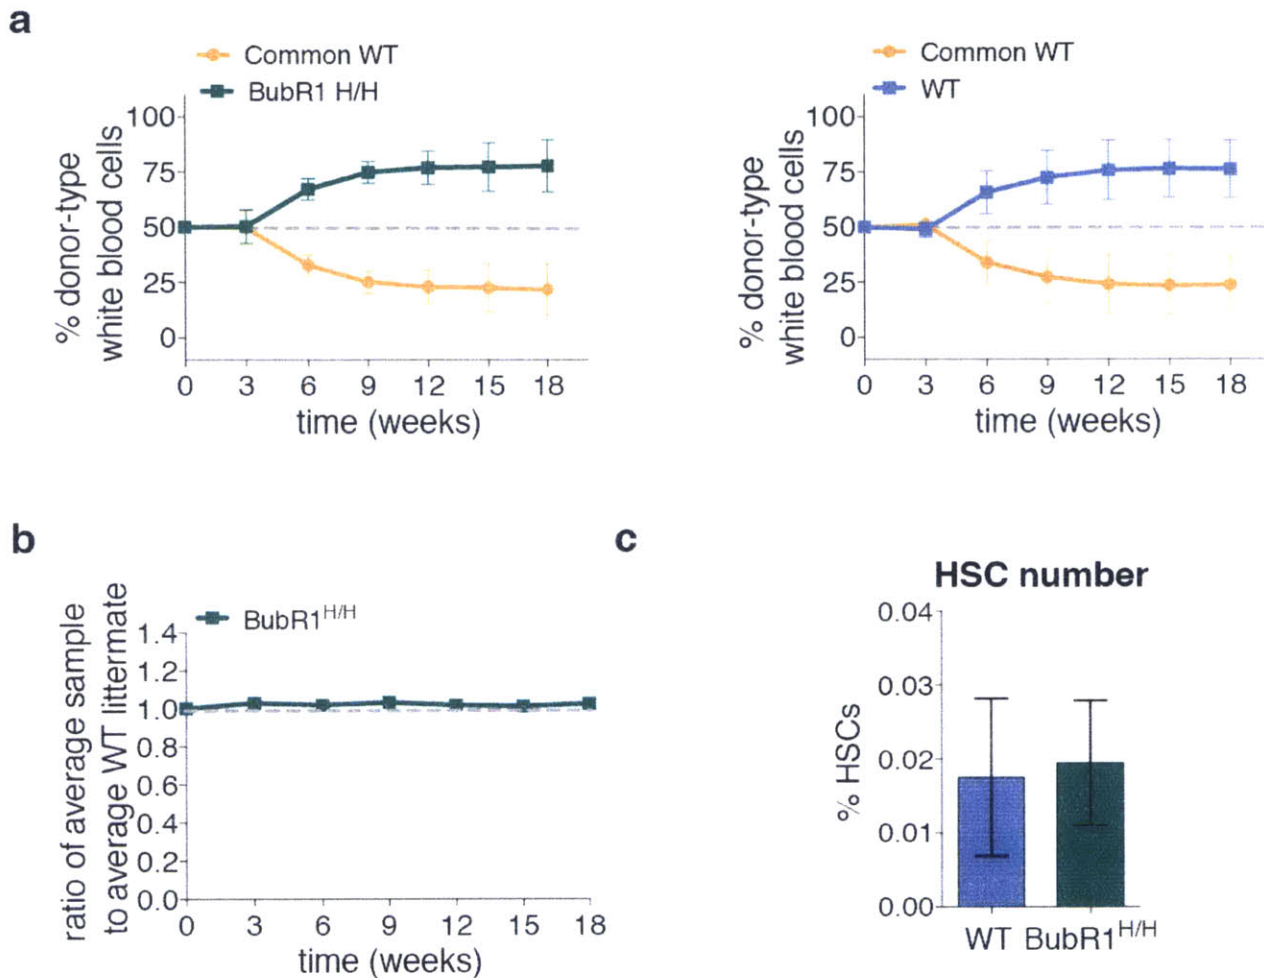 a
Common WT
BubR1 H/H
% donor-type
white blood cells
100
75
50
25
0
0 3 6 9 12 15 18
time (weeks)
Common WT
WT
% donor-type
white blood cells
100
75
50
25
0
0 3 6 9 12 15 18
time (weeks)
b
BubR1H/H
ratio of average sample
to average WT littermate
1.4
1.2
1.0
0.8
0.6
0.4
0.2
0.0
0 3 6 9 12 15 18
time (weeks)
c
HSC number
% HSCs
0.04
0.03
0.02
0.01
0.00
WT BubR1H/H